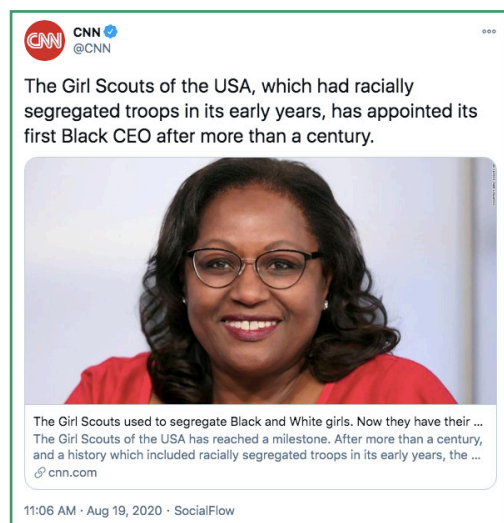 CNN
CNN
@CNN
The Girl Scouts of the USA, which had racially
segregated troops in its early years, has appointed its
first Black CEO after more than a century.
The Girl Scouts used to segregate Black and White girls. Now they have their ...
The Girl Scouts of the USA has reached a milestone. After more than a century,
and a history which included racially segregated troops in its early years, the ...
cnn.com
11:06 AM · Aug 19, 2020 · SocialFlow